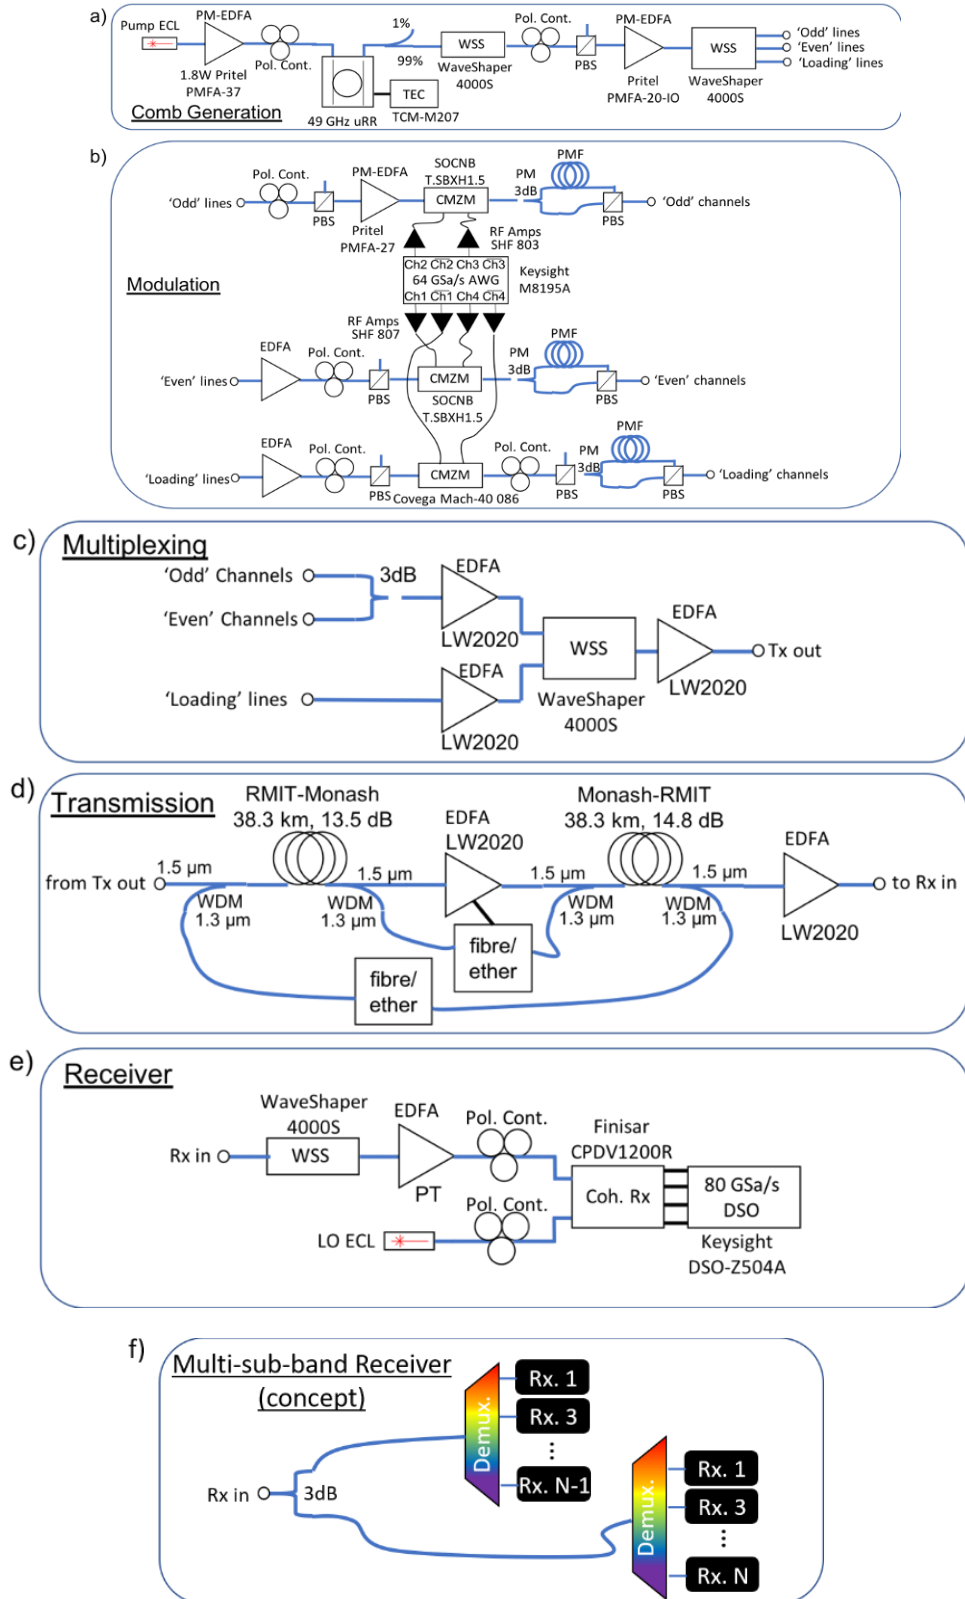 a)
Pump ECL
PM-EDFA
1.8W Pritel
PMFA-37
Pol. Cont.
1%
99%
49 GHz uRR
TEC
TCM-M207
WSS
WaveShaper
4000S
Pol. Cont.
PBS
PM-EDFA
Pritel
PMFA-20-IO
WSS
WaveShaper
4000S
'Odd' lines
'Even' lines
'Loading' lines
Comb Generation
b)
Modulation
'Odd' lines
Pol. Cont.
PBS
PM-EDFA
Pritel
PMFA-27
SOCNB
T.SBXH1.5
CMZM
PM
3dB
PMF
PBS
'Odd' channels
RF Amps
SHF 803
Ch2 Ch2 Ch3 Ch3
64 GSa/s AWG
Ch1 Ch1 Ch4 Ch4
Keysight
M8195A
RF Amps
SHF 807
'Even' lines
EDFA
Pol. Cont.
PBS
CMZM
SOCNB
T.SBXH1.5
PM
3dB
PMF
PBS
'Even' channels
'Loading' lines
EDFA
Pol. Cont.
PBS
CMZM
Covega Mach-40 086
Pol. Cont.
PBS
PM
3dB
PMF
PBS
'Loading' channels
c)
Multiplexing
'Odd' Channels
'Even' Channels
3dB
EDFA
LW2020
'Loading' lines
EDFA
LW2020
WSS
WaveShaper
4000S
EDFA
LW2020
Tx out
d)
Transmission
RMIT-Monash
38.3 km, 13.5 dB
from Tx out
1.5 µm
WDM
1.3 µm
1.5 µm
WDM
1.3 µm
EDFA
LW2020
fibre/
ether
fibre/
ether
Monash-RMIT
38.3 km, 14.8 dB
1.5 µm
WDM
1.3 µm
1.5 µm
WDM
1.3 µm
EDFA
LW2020
to Rx in
e)
Receiver
Rx in
WaveShaper
4000S
WSS
EDFA
PT
Pol. Cont.
LO ECL
Pol. Cont.
Finisar
CPDV1200R
Coh. Rx
80 GSa/s
DSO
Keysight
DSO-Z504A
f)
Multi-sub-band Receiver
(concept)
Rx in
3dB
Demux.
Rx. 1
Rx. 3
...
Rx. N-1
Demux.
Rx. 1
Rx. 3
...
Rx. N